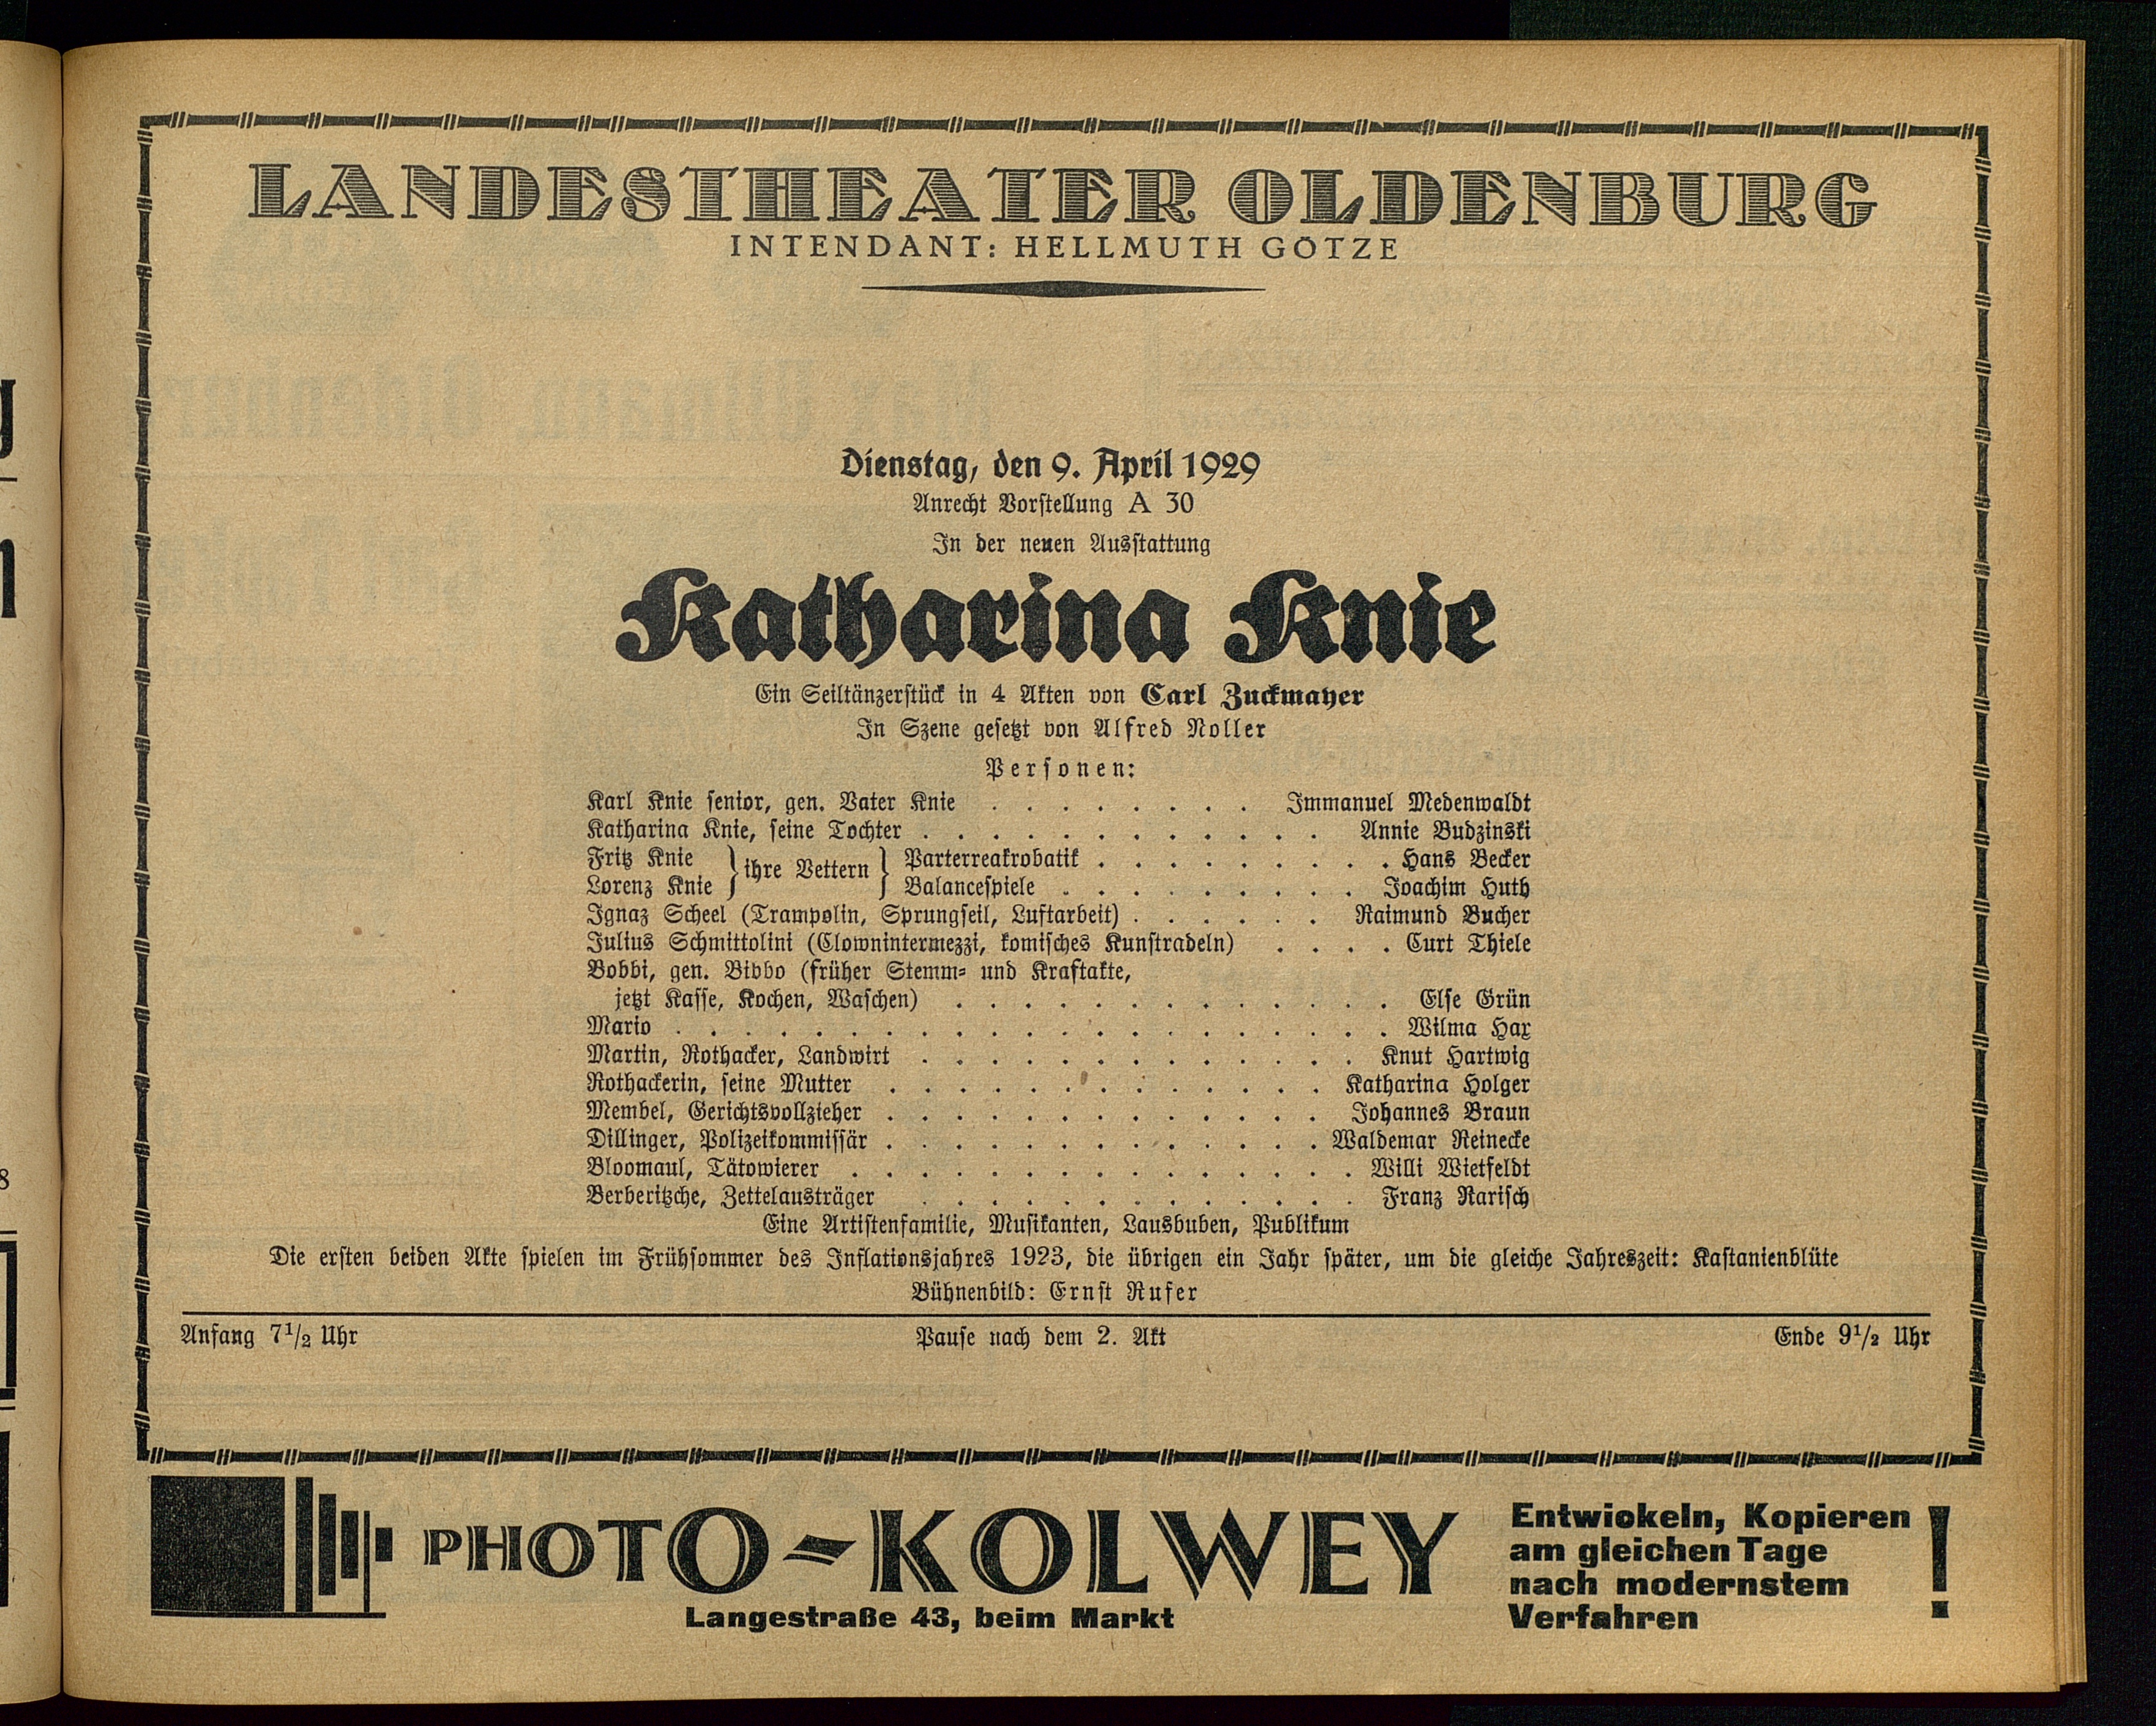 LANDESTHEATER OLDENBURG
INTENDANT: HELLMUTH GÖTZE
Dienstag, den 9. April 1929
Anrecht Vorstellung A 30
In der neuen Ausstattung
Katharina Knie
Ein Seiltänzerstück in 4 Akten von Carl Zuckmayer
In Szene gesetzt von Alfred Noller
Personen:
Karl Knie senior, gen. Vater Knie . . . . . . . . Immanuel Medenwaldt
Katharina Knie, seine Tochter . . . . . . . . . . . . Annie Budzinski
Fritz Knie } ihre Vettern } Parterreakrobatik . . . . . . . . . Hans Becker
Lorenz Knie } ihre Vettern } Balancespiele . . . . . . . . . Joachim Huth
Ignaz Scheel (Trampolin, Sprungseil, Luftarbeit) . . . . . . Raimund Bucher
Julius Schmittolini (Clownintermezzi, komisches Kunstradeln) . . . . Curt Thiele
Bobbi, gen. Bibbo (früher Stemm- und Kraftakte,
jetzt Kasse, Kochen, Waschen) . . . . . . . . . . . . . Else Grün
Mario . . . . . . . . . . . . . . . . . . . . . Wilma Hax
Martin, Rothacker, Landwirt . . . . . . . . . . . . . Knut Hartwig
Rothackerin, seine Mutter . . . . . . . . . . . . . Katharina Holger
Membel, Gerichtsvollzieher . . . . . . . . . . . . . Johannes Braun
Dillinger, Polizeikommissär . . . . . . . . . . . . . Waldemar Reinecke
Bloomaul, Tätowierer . . . . . . . . . . . . . . . Willi Wietfeldt
Berberitzche, Zettelausträger . . . . . . . . . . . . . Franz Rarisch
Eine Artistenfamilie, Musikanten, Lausbuben, Publikum
Die ersten beiden Akte spielen im Frühsommer des Inflationsjahres 1923, die übrigen ein Jahr später, um die gleiche Jahreszeit: Kastanienblüte
Bühnenbild: Ernst Rufer
Anfang 7½ Uhr Pause nach dem 2. Akt Ende 9½ Uhr
PHOTO-KOLWEY
Langestraße 43, beim Markt
Entwickeln, Kopieren
am gleichen Tage
nach modernstem
Verfahren !